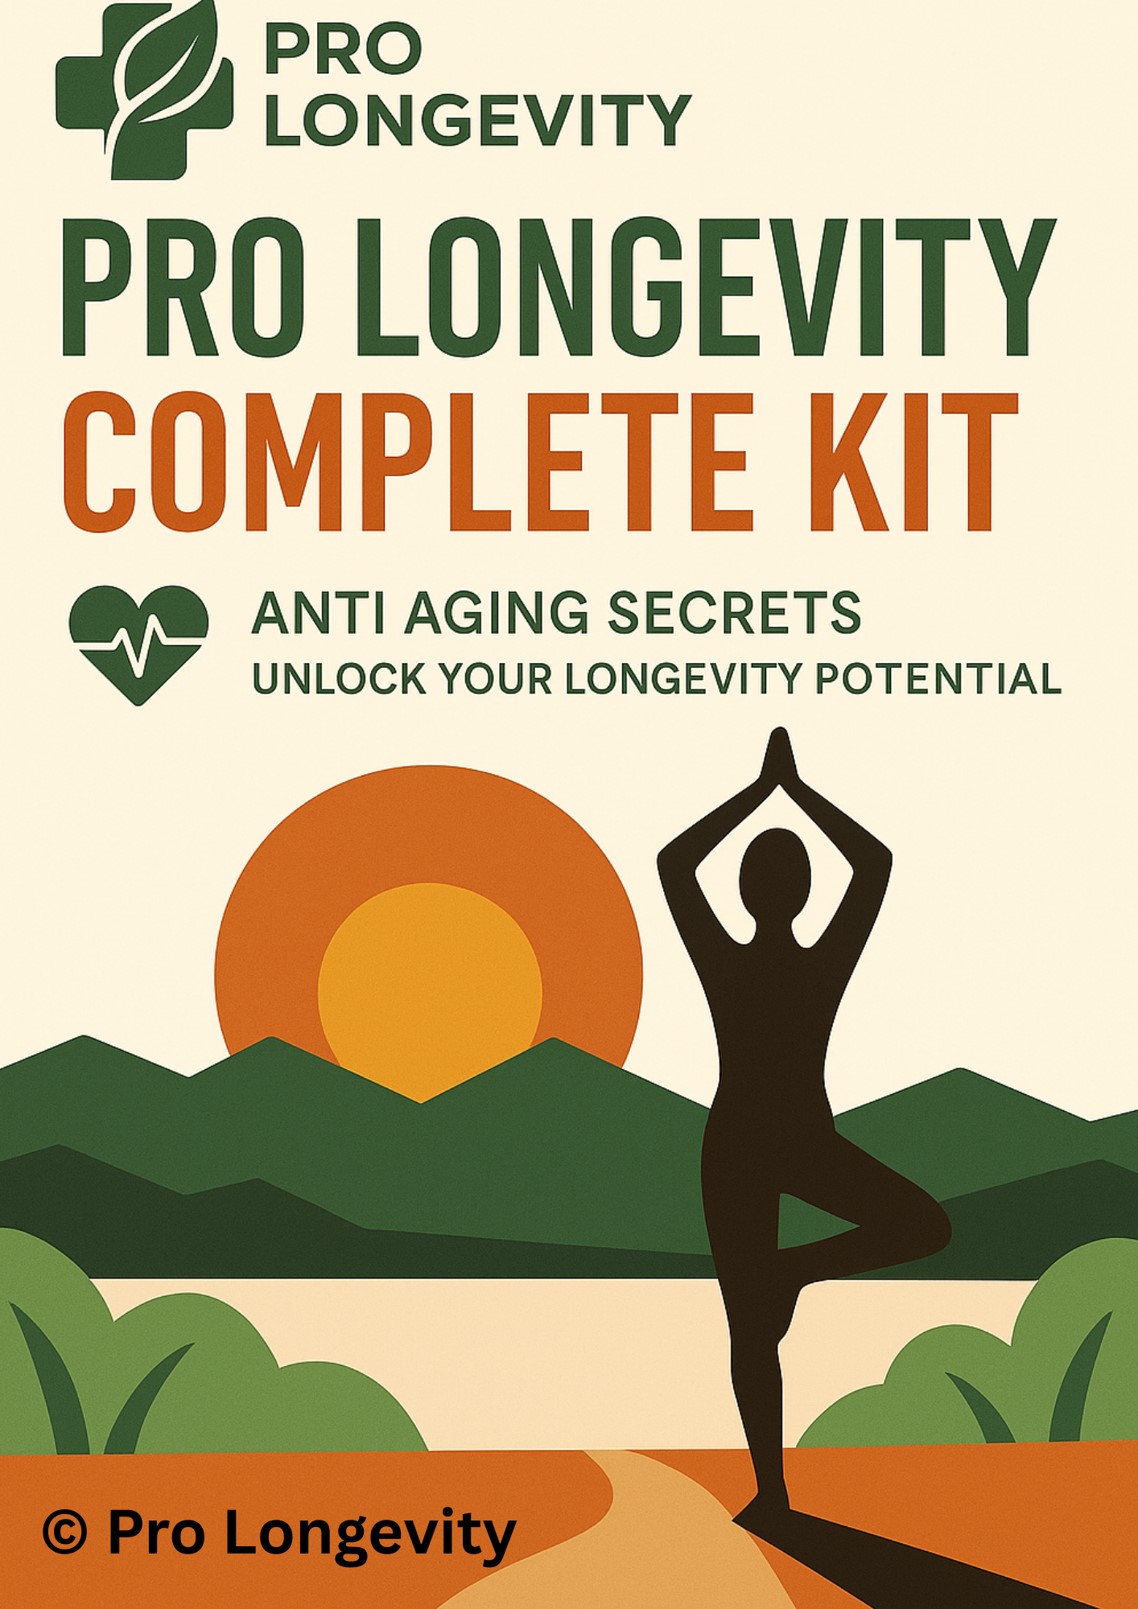 PRO
LONGEVITY
PRO LONGEVITY
COMPLETE KIT
ANTI AGING SECRETS
UNLOCK YOUR LONGEVITY POTENTIAL
© Pro Longevity